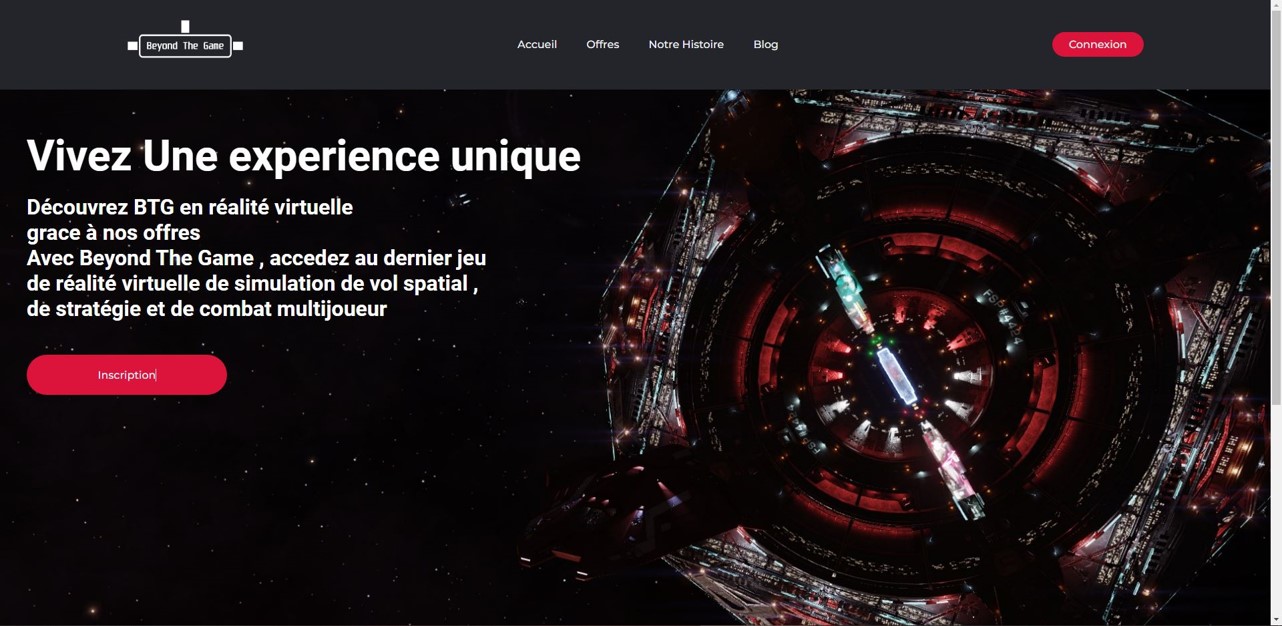 Beyond The Game
Accueil
Offres
Notre Histoire
Blog
Connexion
Vivez Une experience unique
Découvrez BTG en réalité virtuelle
grace à nos offres
Avec Beyond The Game , accedez au dernier jeu
de réalité virtuelle de simulation de vol spatial ,
de stratégie et de combat multijoueur
Inscription